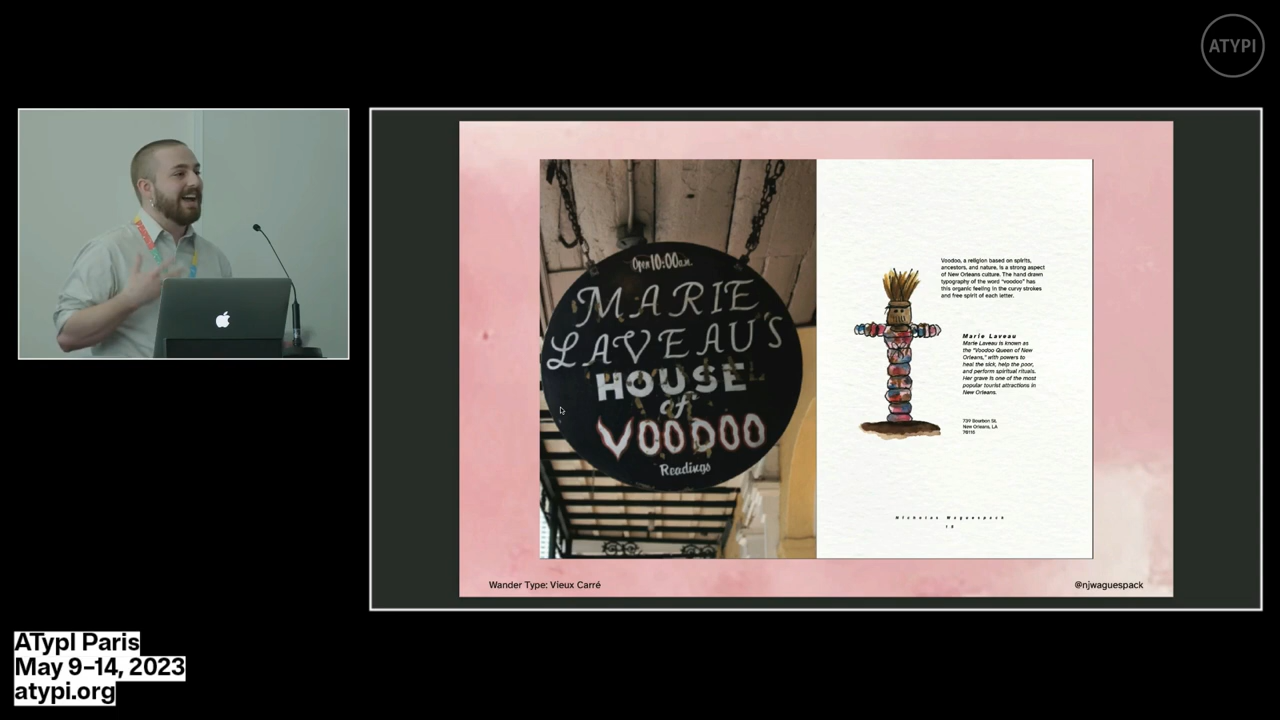 ATYPI
Open 10:00a.m.
MARIE
LAVEAU'S
HOUSE
of
VOODOO
Readings
Voodoo, a religion based on spirits,
ancestors, and nature, is a strong aspect
of New Orleans culture. The hand drawn
typography of the word "voodoo" has
this organic feeling in the curvy strokes
and free spirit of each letter.
Marie Laveau
Marie Laveau is known as
the "Voodoo Queen of New
Orleans," with powers to
heal the sick, help the poor,
and perform spiritual rituals.
Her grave is one of the most
popular tourist attractions in
New Orleans.
739 Bourbon St.
New Orleans, LA
70116
Nicholas Waguespack
18
Wander Type: Vieux Carré
@njwaguespack
ATypI Paris
May 9–14, 2023
atypi.org